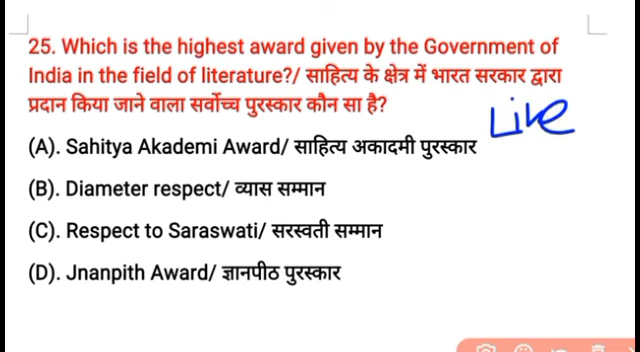 25. Which is the highest award given by the Government of
India in the field of literature?/ साहित्य के क्षेत्र में भारत सरकार द्वारा
प्रदान किया जाने वाला सर्वोच्च पुरस्कार कौन सा है?
Live
(A). Sahitya Akademi Award/ साहित्य अकादमी पुरस्कार
(B). Diameter respect/ व्यास सम्मान
(C). Respect to Saraswati/ सरस्वती सम्मान
(D). Jnanpith Award/ ज्ञानपीठ पुरस्कार